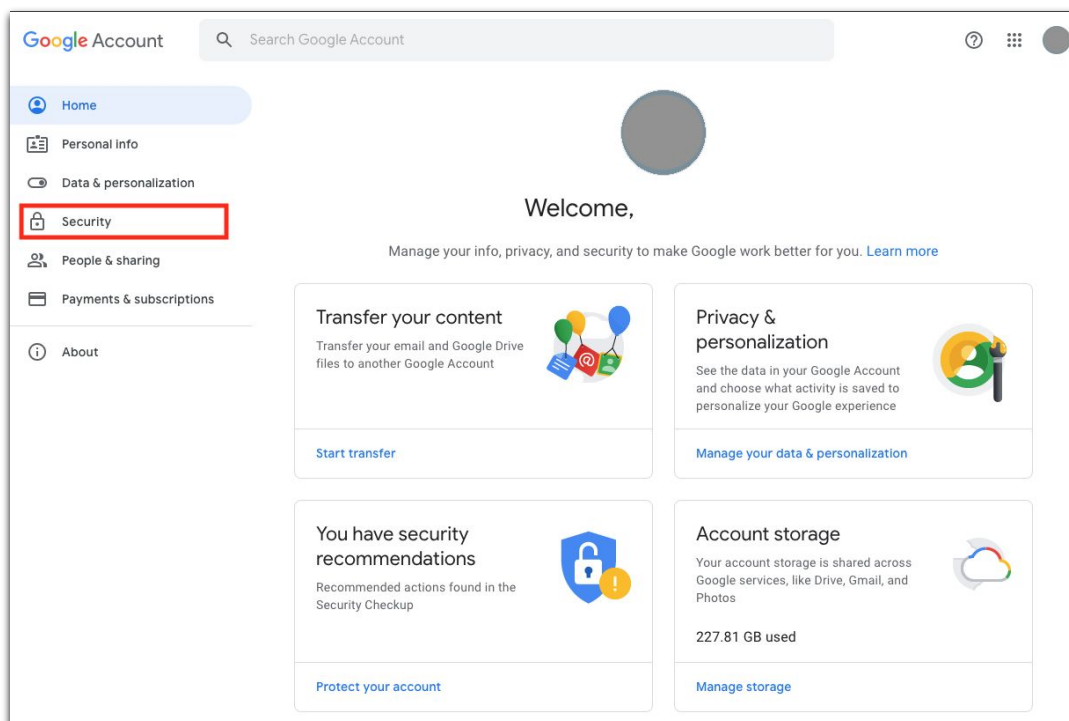 Google Account
Search Google Account
Home
Personal info
Data & personalization
Security
People & sharing
Payments & subscriptions
About
Welcome,
Manage your info, privacy, and security to make Google work better for you. Learn more
Transfer your content
Transfer your email and Google Drive
files to another Google Account
@
Start transfer
Privacy &
personalization
See the data in your Google Account
and choose what activity is saved to
personalize your Google experience
Manage your data & personalization
You have security
recommendations
Recommended actions found in the
Security Checkup
Protect your account
Account storage
Your account storage is shared across
Google services, like Drive, Gmail, and
Photos
227.81 GB used
Manage storage